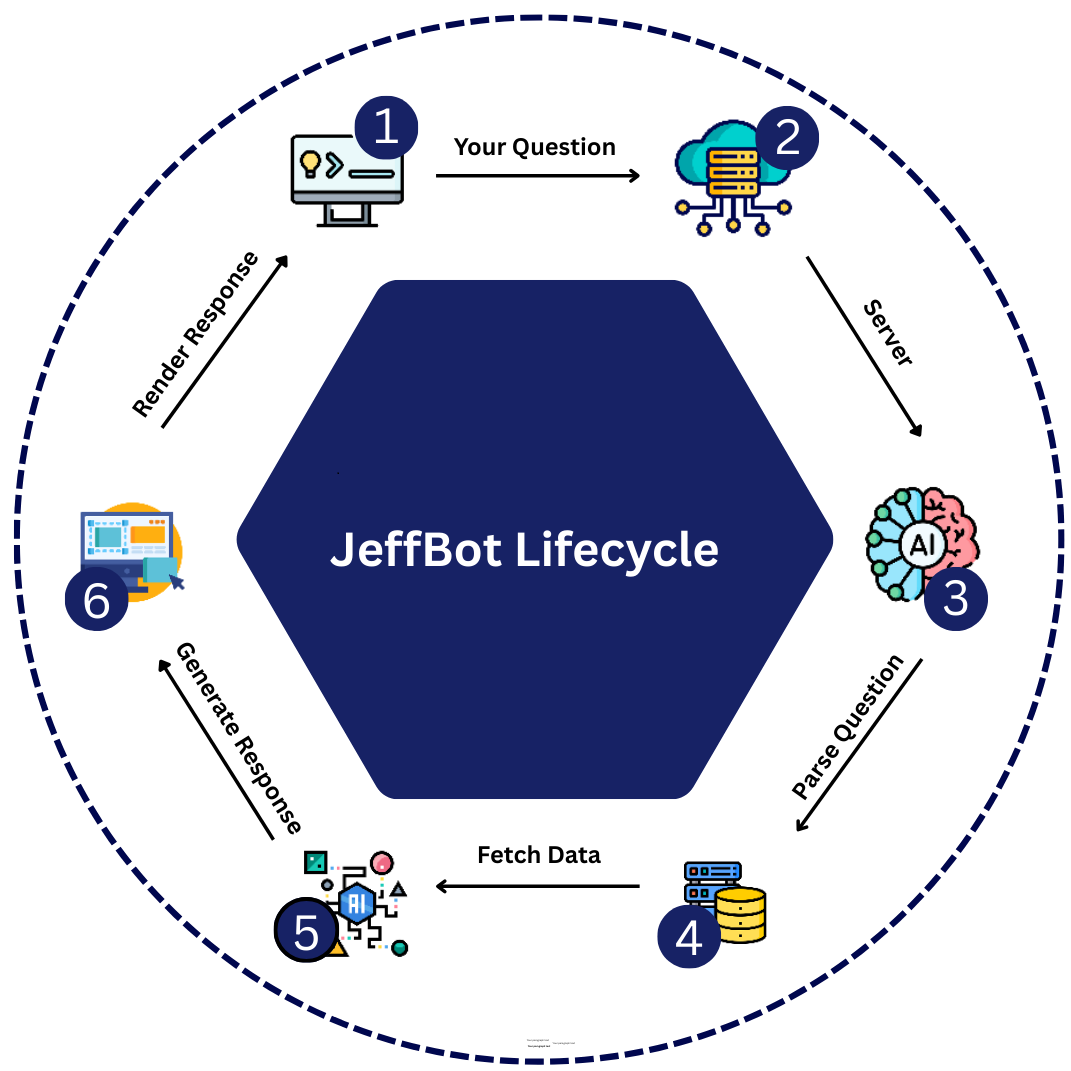 1
Your Question
2
Server
AI
3
Parse Question
4
Fetch Data
AI
5
Generate Response
6
Render Response
JeffBot Lifecycle